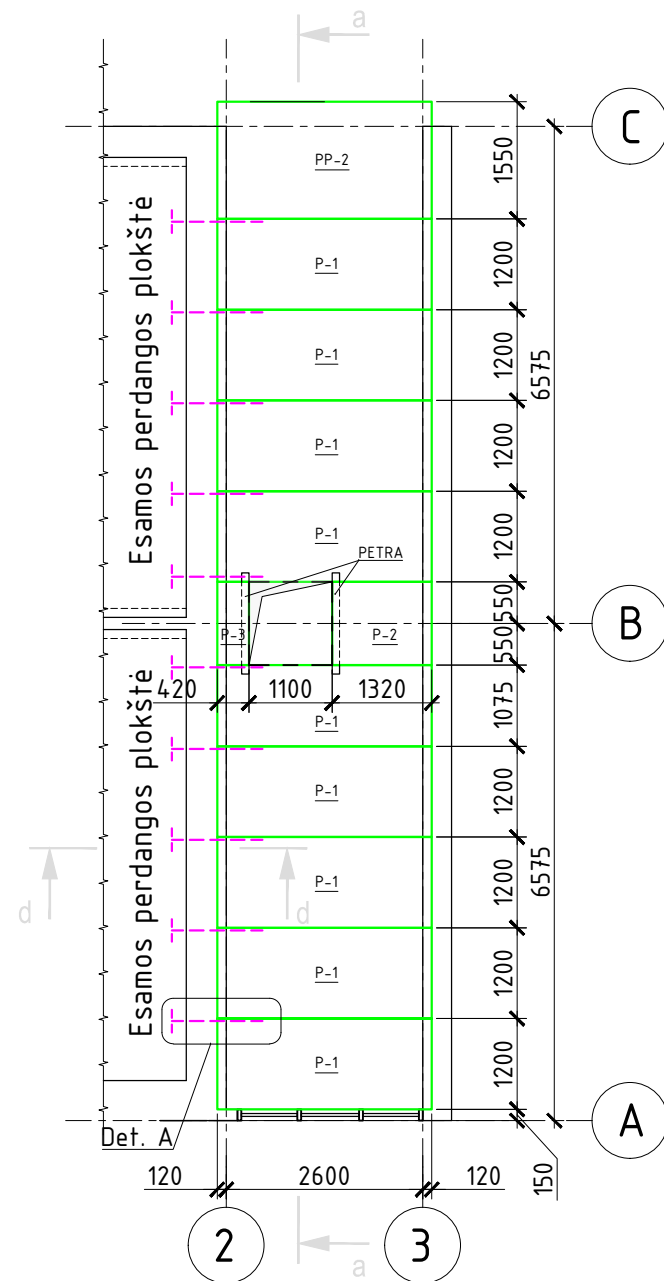 a
C
PP-2
1550
Esamos perdangos plokštė
P-1
1200
P-1
1200
6575
P-1
1200
P-1
1200
PETRA
550
B
P-3
P-2
550
420
1100
1320
1075
P-1
Esamos perdangos plokštė
P-1
1200
P-1
1200
6575
d
d
P-1
1200
P-1
1200
A
Det. A
120
2600
120
150
2
3
a